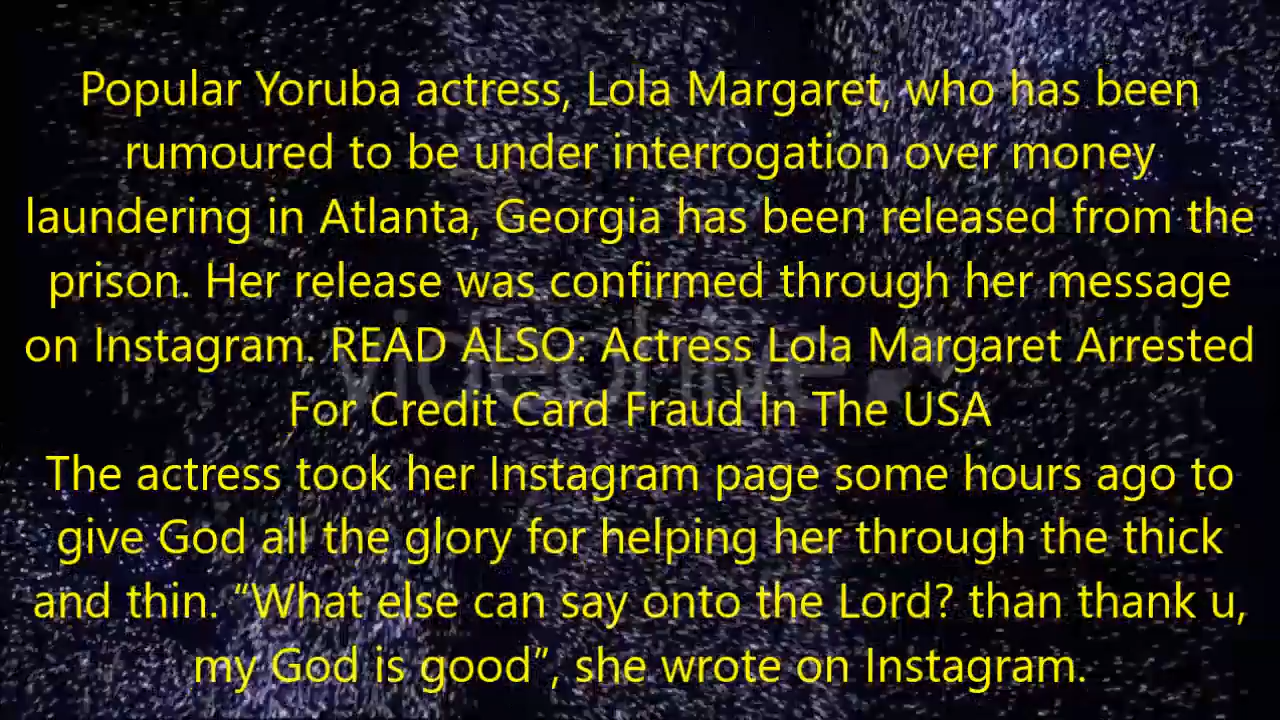 Popular Yoruba actress, Lola Margaret, who has been
rumoured to be under interrogation over money
laundering in Atlanta, Georgia has been released from the
prison. Her release was confirmed through her message
on Instagram. READ ALSO: Actress Lola Margaret Arrested
For Credit Card Fraud In The USA
The actress took her Instagram page some hours ago to
give God all the glory for helping her through the thick
and thin. “What else can say onto the Lord? than thank u,
my God is good”, she wrote on Instagram.
videohive